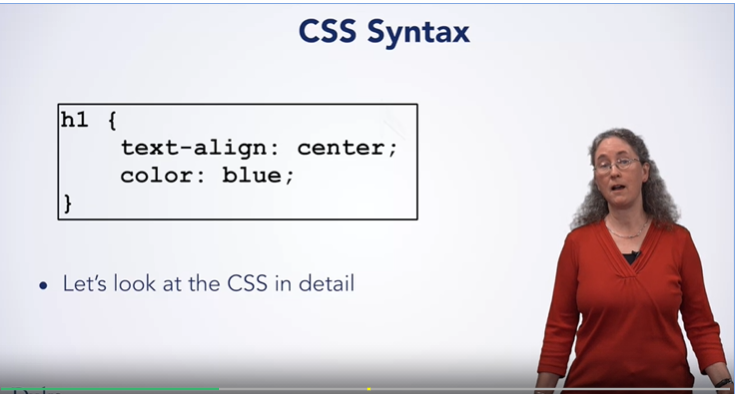 CSS Syntax
h1 {
text-align: center;
color: blue;
}
• Let's look at the CSS in detail